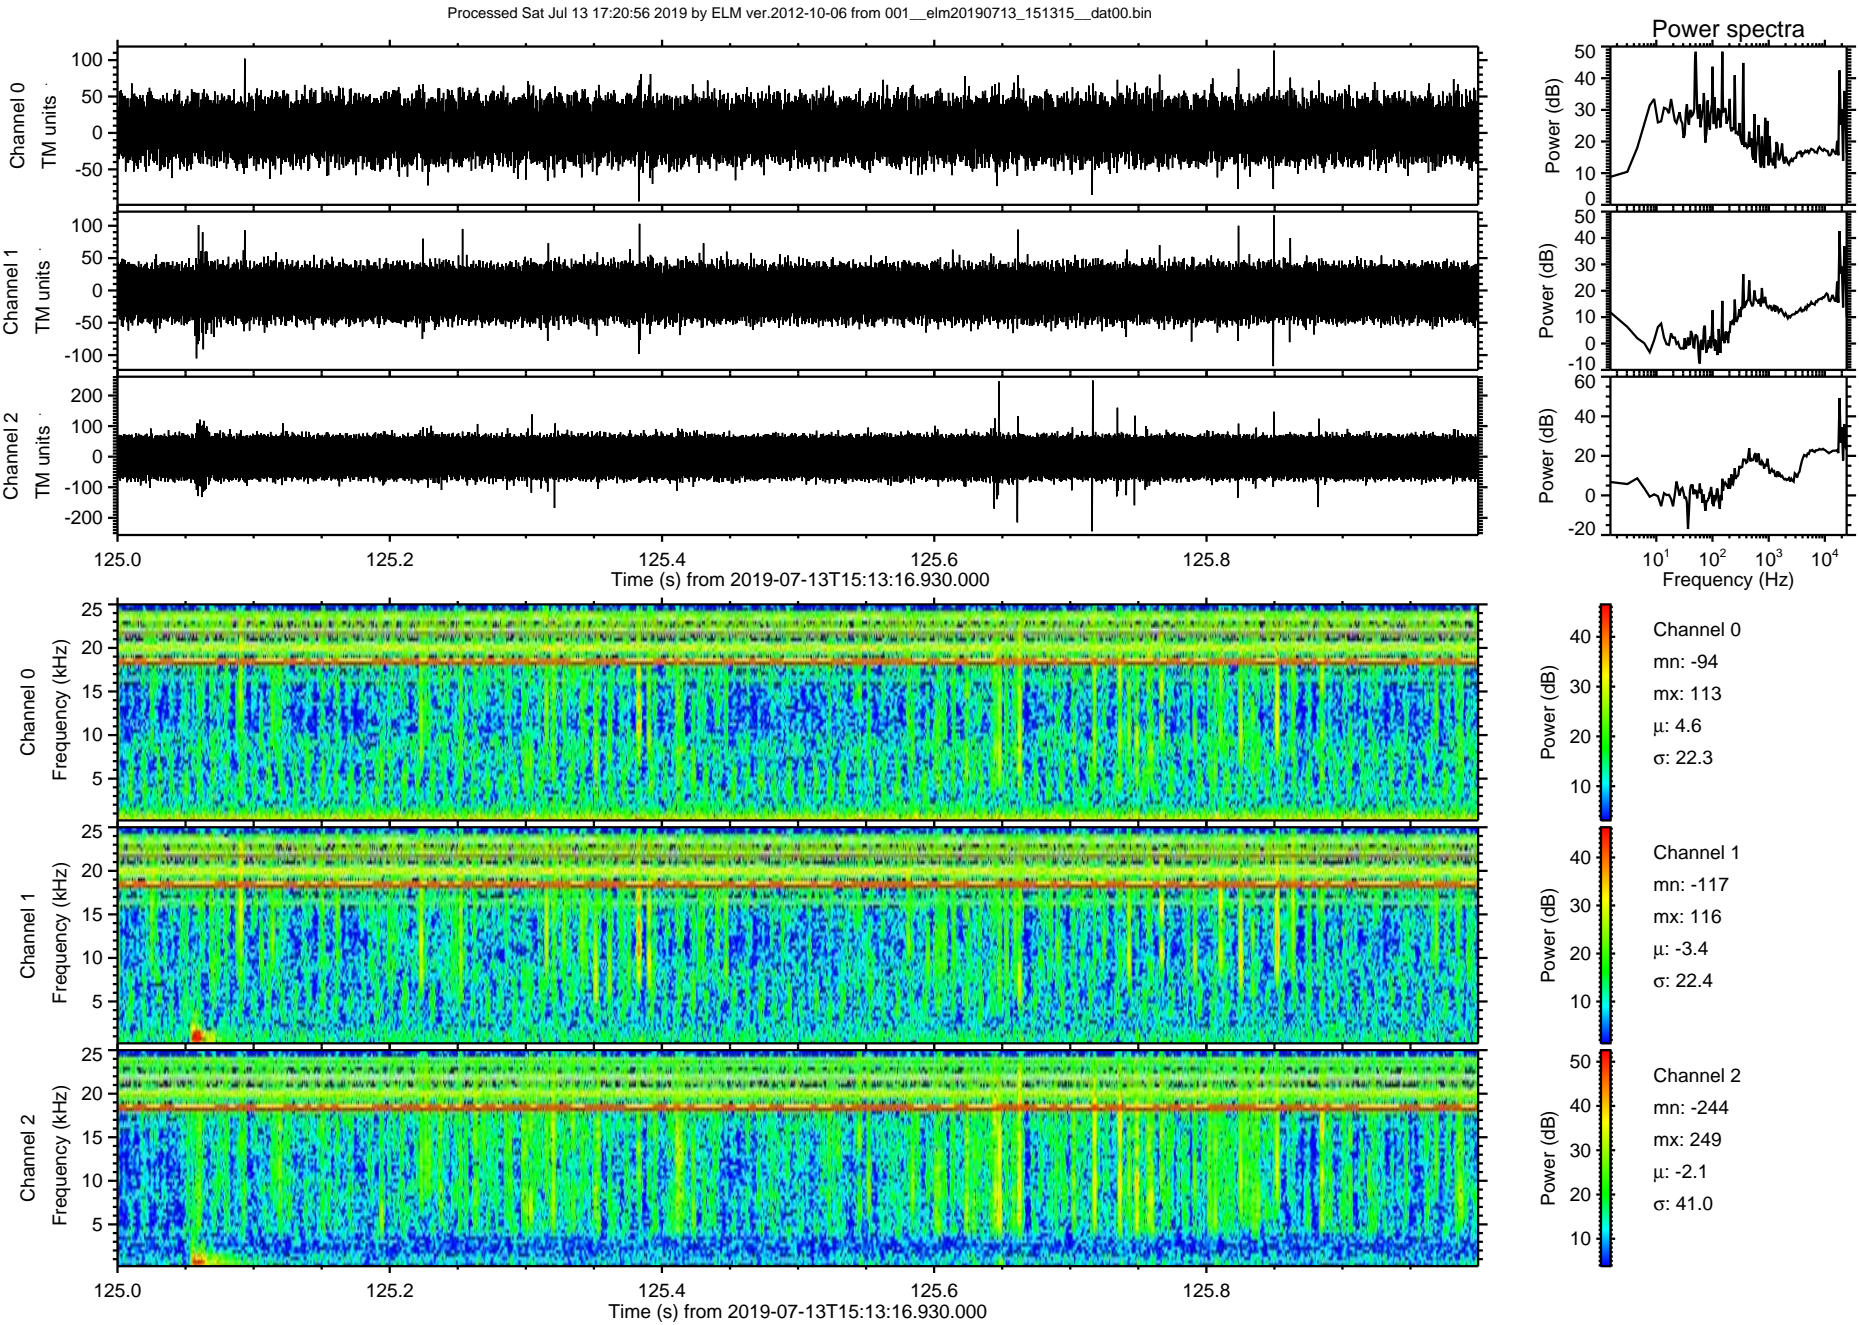 Processed Sat Jul 13 17:20:56 2019 by ELM ver.2012-10-06 from 001__elm20190713_151315__dat00.bin
Power spectra
Channel 0
TM units
100
50
0
-50
Power (dB)
50
40
30
20
10
0
Channel 1
TM units
100
50
0
-50
-100
Power (dB)
50
40
30
20
10
0
-10
Channel 2
TM units
200
100
0
-100
-200
Power (dB)
60
40
20
0
-20
125.0 125.2 125.4 125.6 125.8
Time (s) from 2019-07-13T15:13:16.930.000
10^1 10^2 10^3 10^4
Frequency (Hz)
Channel 0
Frequency (kHz)
25
20
15
10
5
Power (dB)
40
30
20
10
Channel 0
mn: -94
mx: 113
μ: 4.6
σ: 22.3
Channel 1
Frequency (kHz)
25
20
15
10
5
Power (dB)
40
30
20
10
Channel 1
mn: -117
mx: 116
μ: -3.4
σ: 22.4
Channel 2
Frequency (kHz)
25
20
15
10
5
Power (dB)
50
40
30
20
10
Channel 2
mn: -244
mx: 249
μ: -2.1
σ: 41.0
125.0 125.2 125.4 125.6 125.8
Time (s) from 2019-07-13T15:13:16.930.000